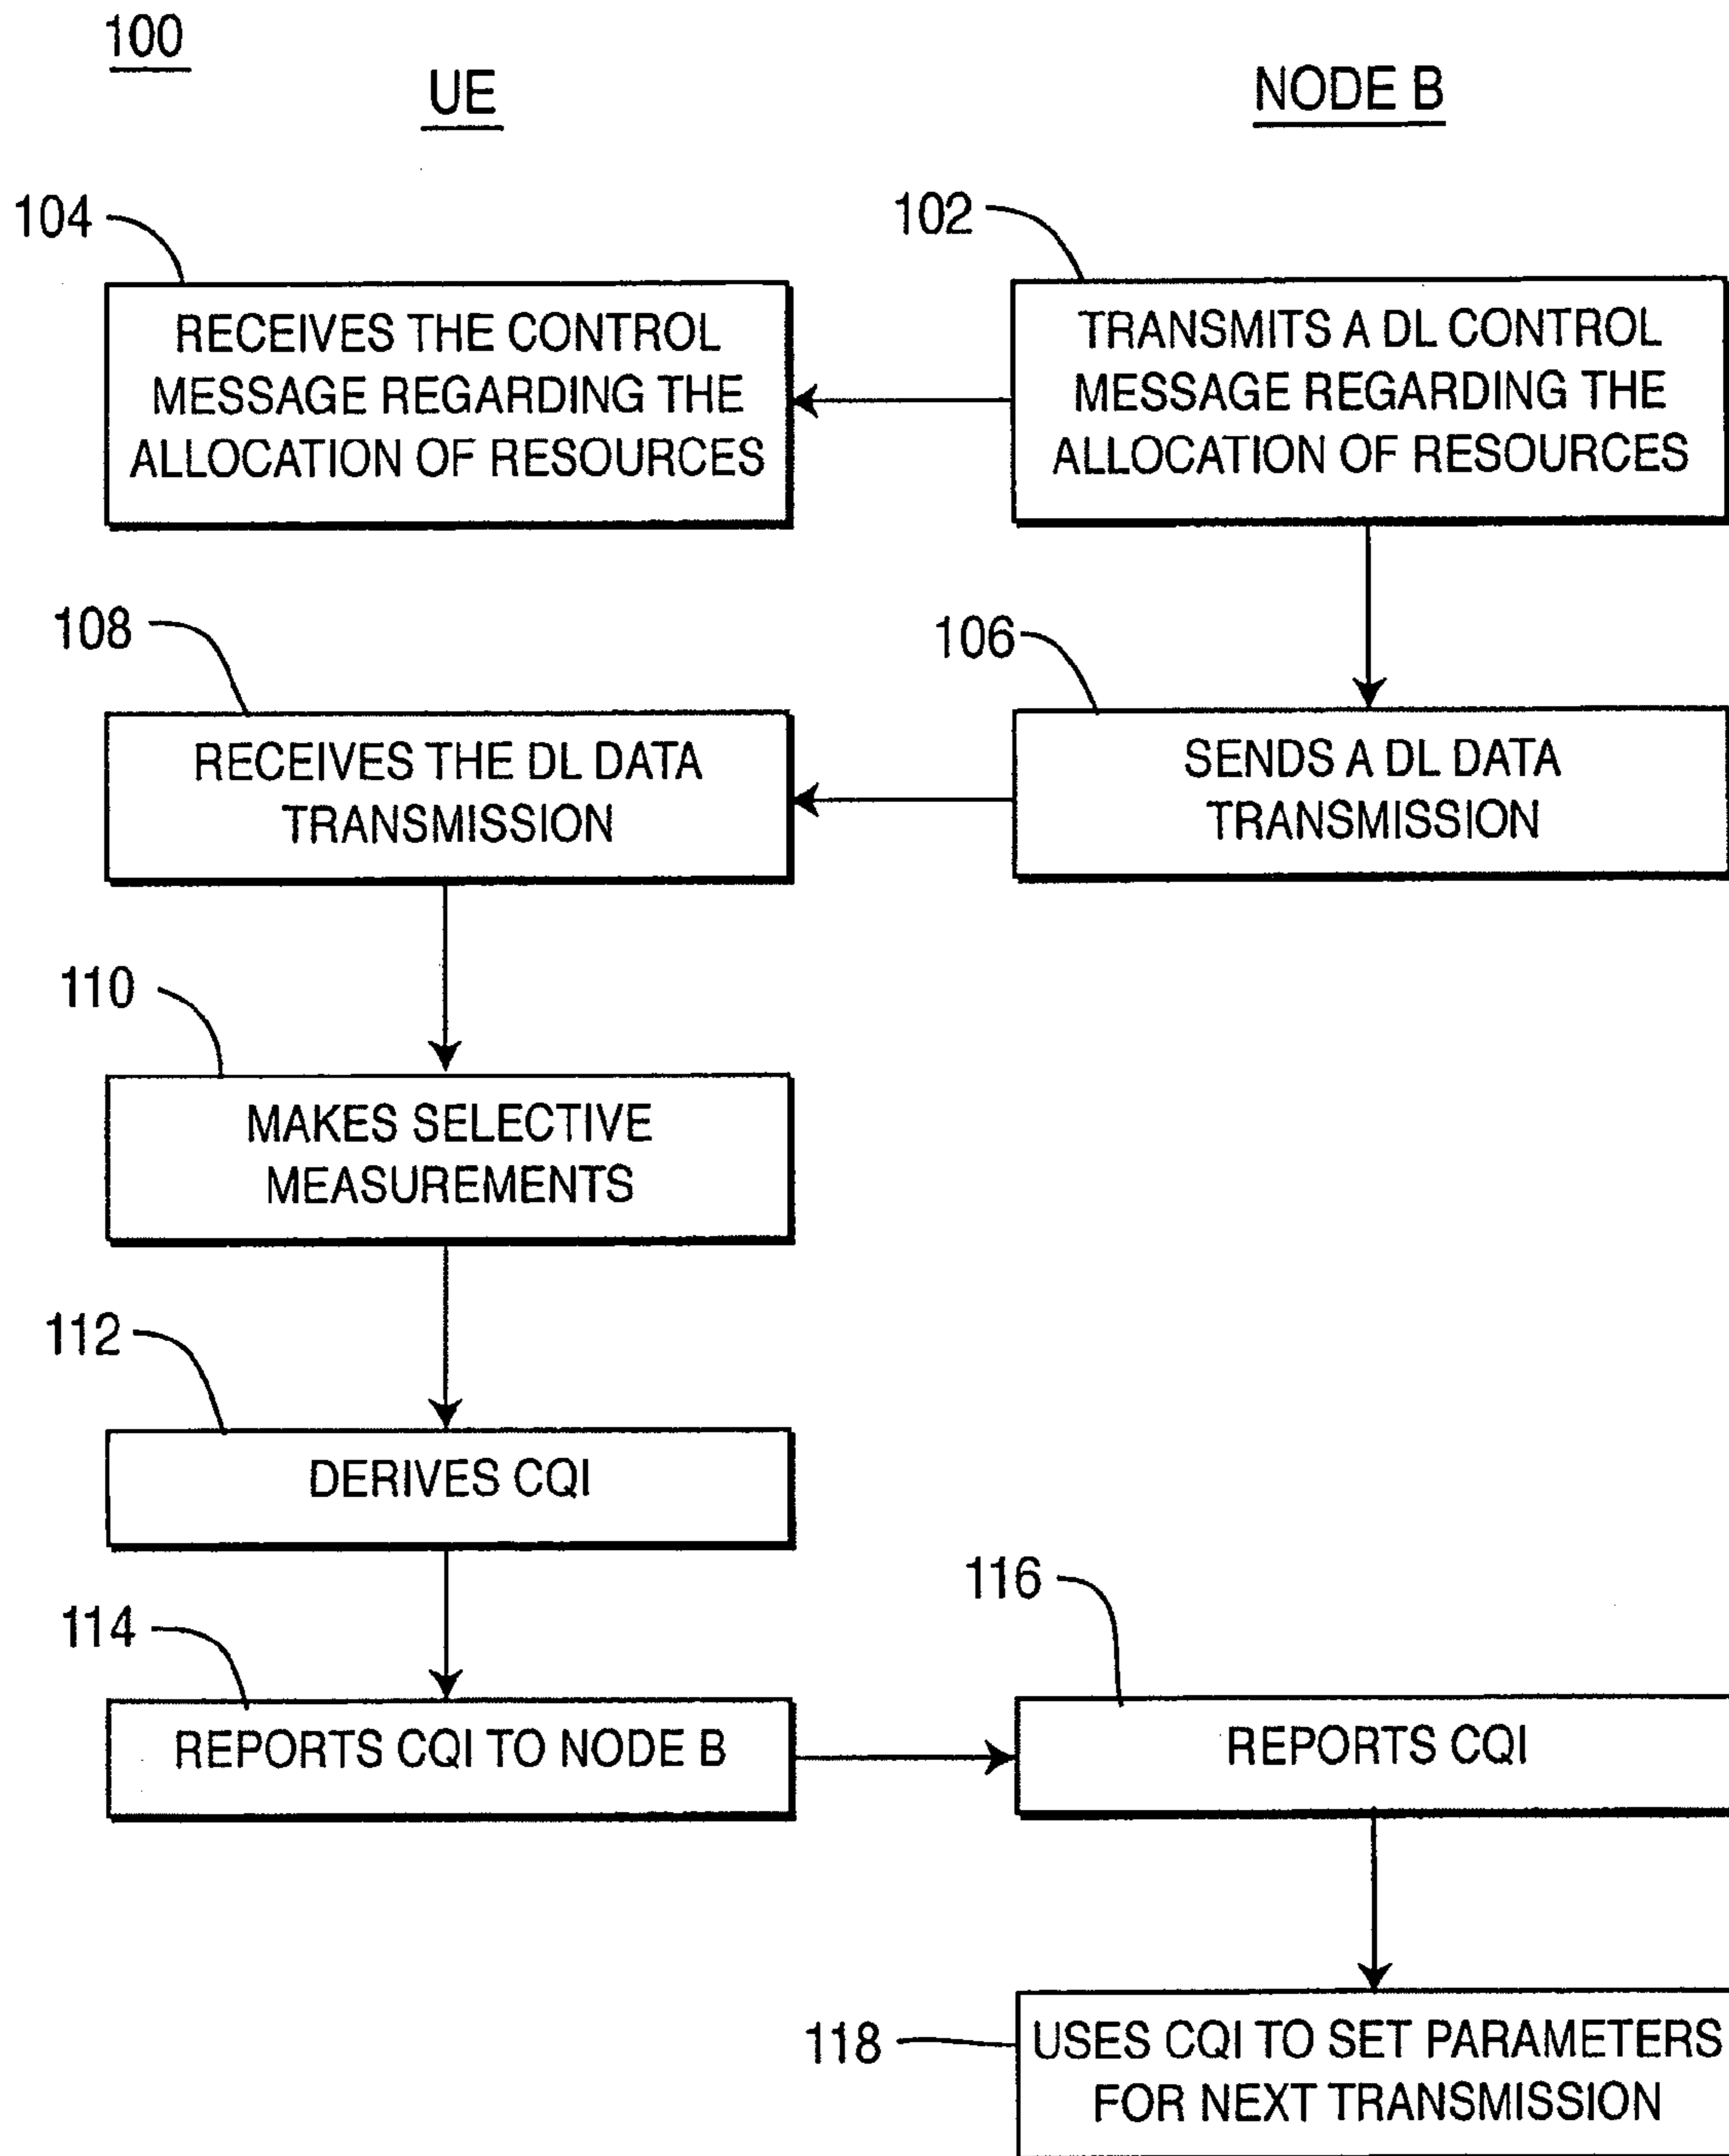 100
UE
NODE B
104
102
RECEIVES THE CONTROL
MESSAGE REGARDING THE
ALLOCATION OF RESOURCES
TRANSMITS A DL CONTROL
MESSAGE REGARDING THE
ALLOCATION OF RESOURCES
108
106
RECEIVES THE DL DATA
TRANSMISSION
SENDS A DL DATA
TRANSMISSION
110
MAKES SELECTIVE
MEASUREMENTS
112
DERIVES CQI
114
116
REPORTS CQI TO NODE B
REPORTS CQI
118
USES CQI TO SET PARAMETERS
FOR NEXT TRANSMISSION